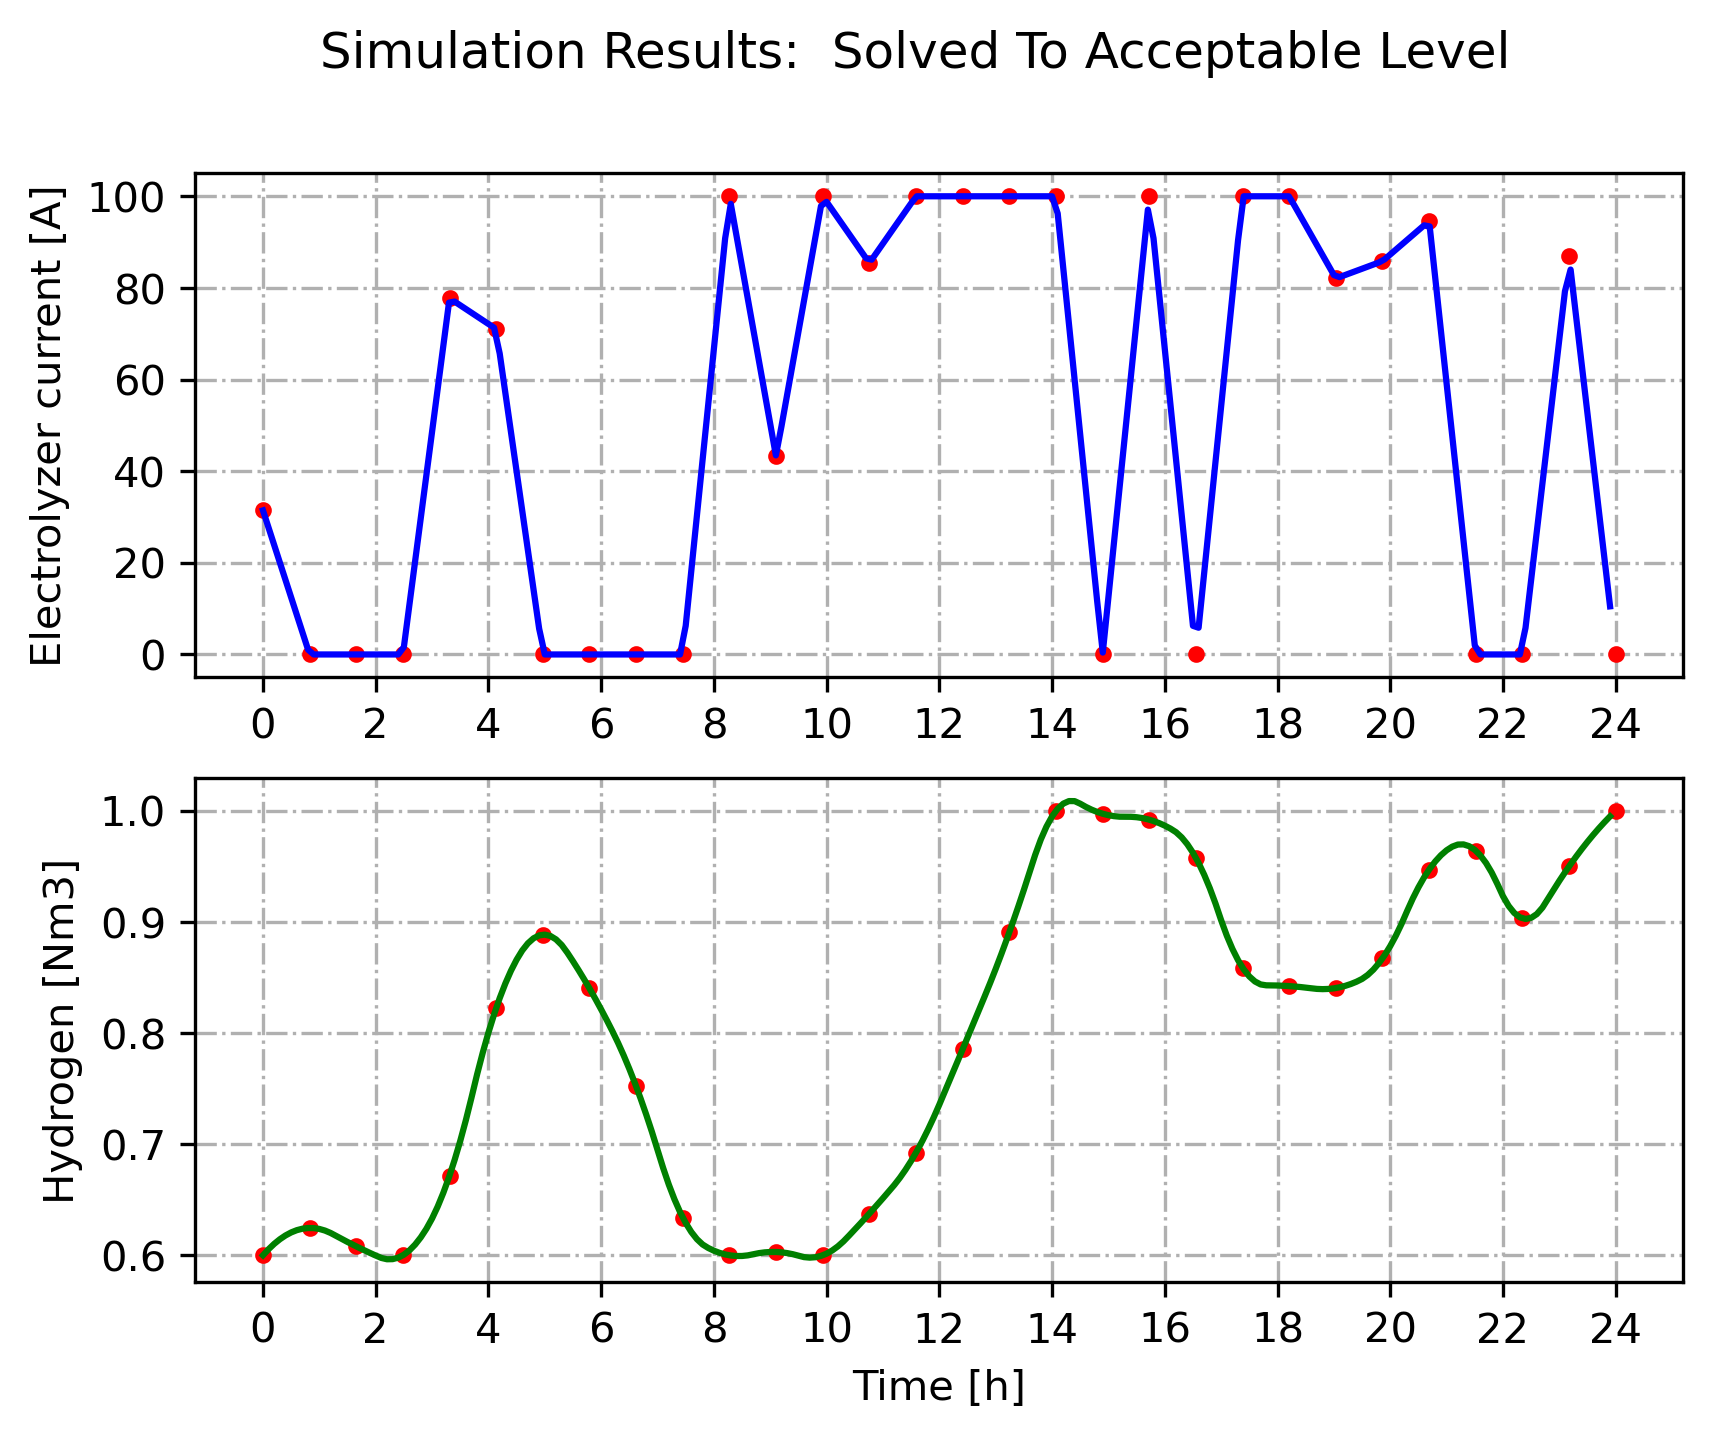 Simulation Results:  Solved To Acceptable Level
Electrolyzer current [A]
100
80
60
40
20
0
0 2 4 6 8 10 12 14 16 18 20 22 24
Hydrogen [Nm3]
1.0
0.9
0.8
0.7
0.6
0 2 4 6 8 10 12 14 16 18 20 22 24
Time [h]